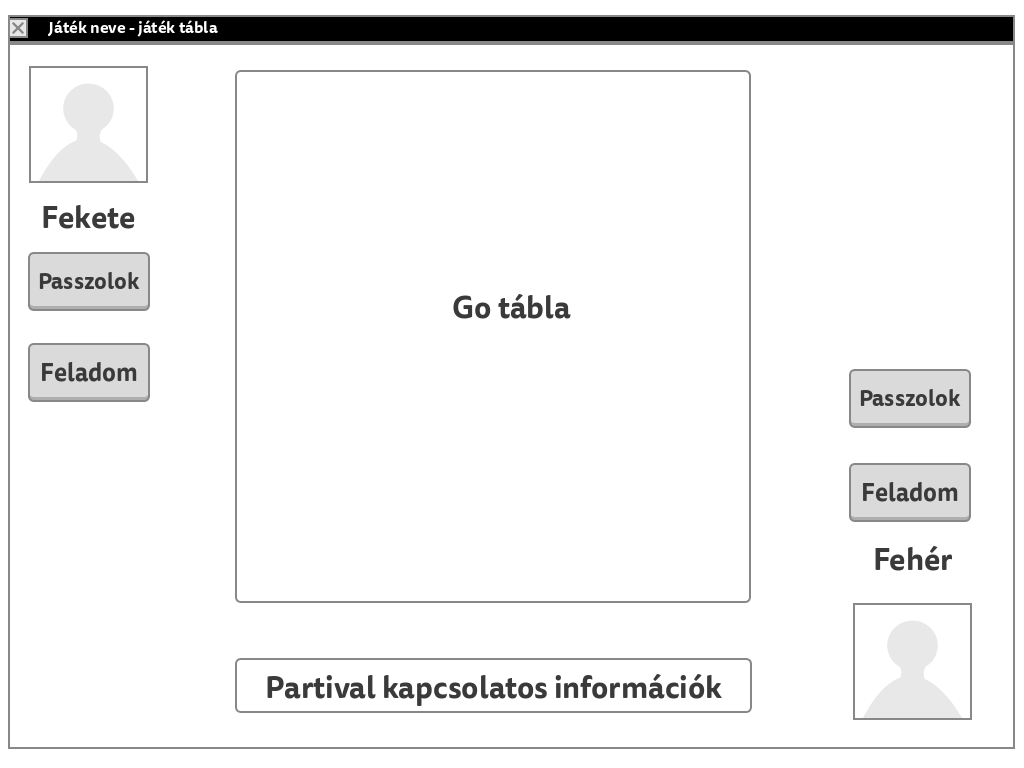 Játék neve - játék tábla
Fekete
Passzolok
Feladom
Go tábla
Passzolok
Feladom
Fehér
Partival kapcsolatos információk